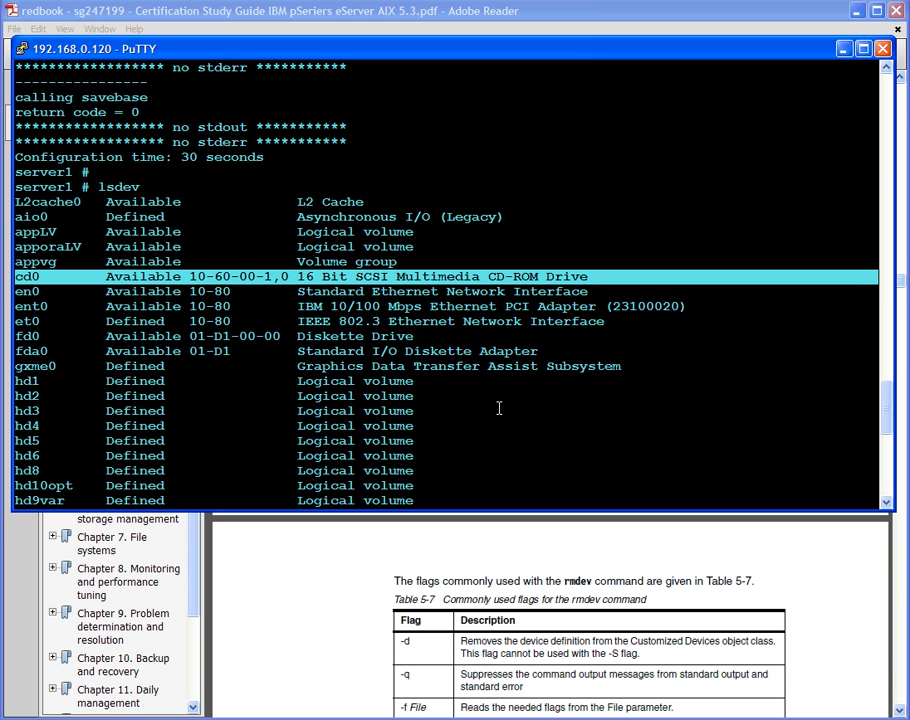 redbook - sg247199 - Certification Study Guide IBM pSeriers eServer AIX 5.3.pdf - Adobe Reader
File Edit View Window Help
192.168.0.120 - PuTTY
****************** no stderr ***********
----------------
calling savebase
return code = 0
****************** no stdout ***********
****************** no stderr ***********
Configuration time: 30 seconds
server1 #
server1 # lsdev
L2cache0 Available L2 Cache
aio0 Defined Asynchronous I/O (Legacy)
appLV Available Logical volume
apporaLV Available Logical volume
appvg Available Volume group
cd0 Available 10-60-00-1,0 16 Bit SCSI Multimedia CD-ROM Drive
en0 Available 10-80 Standard Ethernet Network Interface
ent0 Available 10-80 IBM 10/100 Mbps Ethernet PCI Adapter (23100020)
et0 Defined 10-80 IEEE 802.3 Ethernet Network Interface
fd0 Available 01-D1-00-00 Diskette Drive
fda0 Available 01-D1 Standard I/O Diskette Adapter
gxme0 Defined Graphics Data Transfer Assist Subsystem
hd1 Defined Logical volume
hd2 Defined Logical volume
hd3 Defined Logical volume
hd4 Defined Logical volume
hd5 Defined Logical volume
hd6 Defined Logical volume
hd8 Defined Logical volume
hd10opt Defined Logical volume
hd9var Defined Logical volume
storage management
Chapter 7. File
systems
Chapter 8. Monitoring
and performance
tuning
Chapter 9. Problem
determination and
resolution
Chapter 10. Backup
and recovery
Chapter 11. Daily
management
The flags commonly used with the rmdev command are given in Table 5-7.
Table 5-7 Commonly used flags for the rmdev command
Flag Description
-d Removes the device definition from the Customized Devices object class.
This flag cannot be used with the -S flag.
-q Suppresses the command output messages from standard output and
standard error
-f File Reads the needed flags from the File parameter.